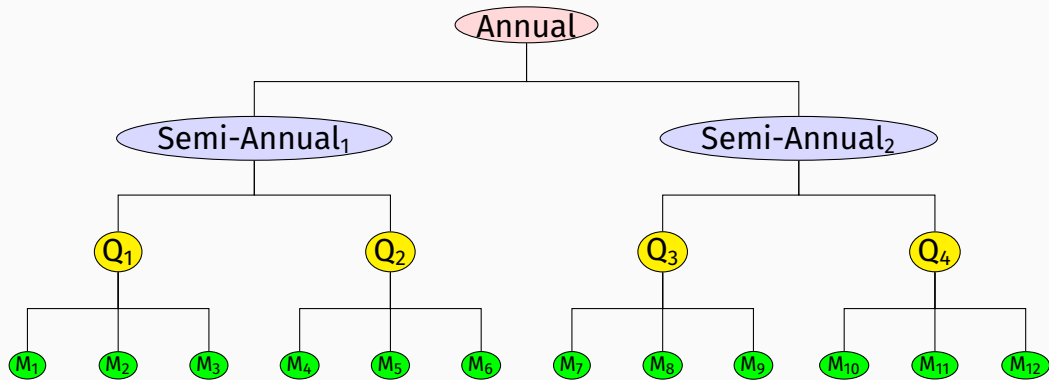 Annual
Semi-Annual₁ Semi-Annual₂
Q₁ Q₂ Q₃ Q₄
M₁ M₂ M₃ M₄ M₅ M₆ M₇ M₈ M₉ M₁₀ M₁₁ M₁₂